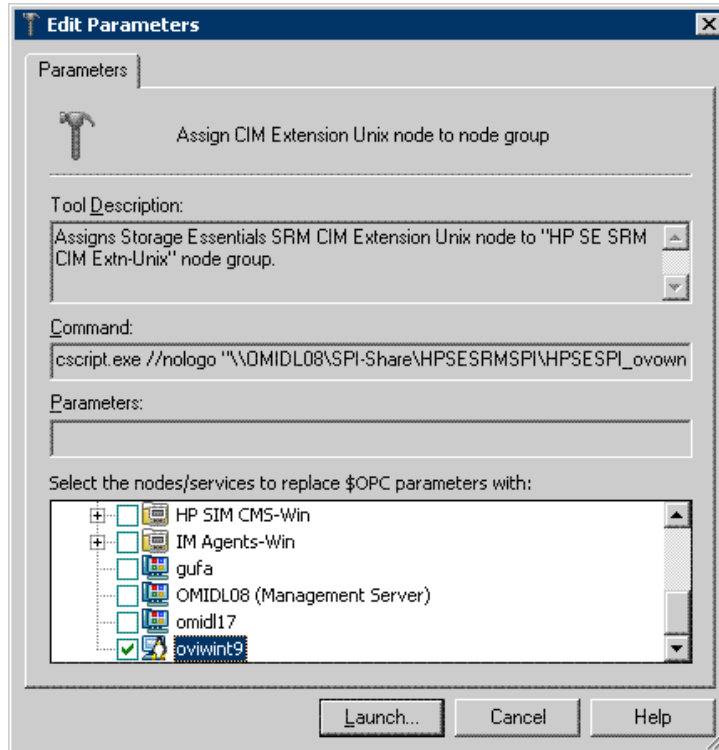 Edit Parameters
Parameters
Assign CIM Extension Unix node to node group
Tool Description:
Assigns Storage Essentials SRM CIM Extension Unix node to "HP SE SRM
CIM Extn-Unix" node group.
Command:
cscript.exe //nologo "\\OMIDL08\SPI-Share\HPSESRMSPI\HPSESPI_ovown
Parameters:
Select the nodes/services to replace $OPC parameters with:
HP SIM CMS-Win
IM Agents-Win
gufa
OMIDL08 (Management Server)
omidl17
oviwint9
Launch... Cancel Help